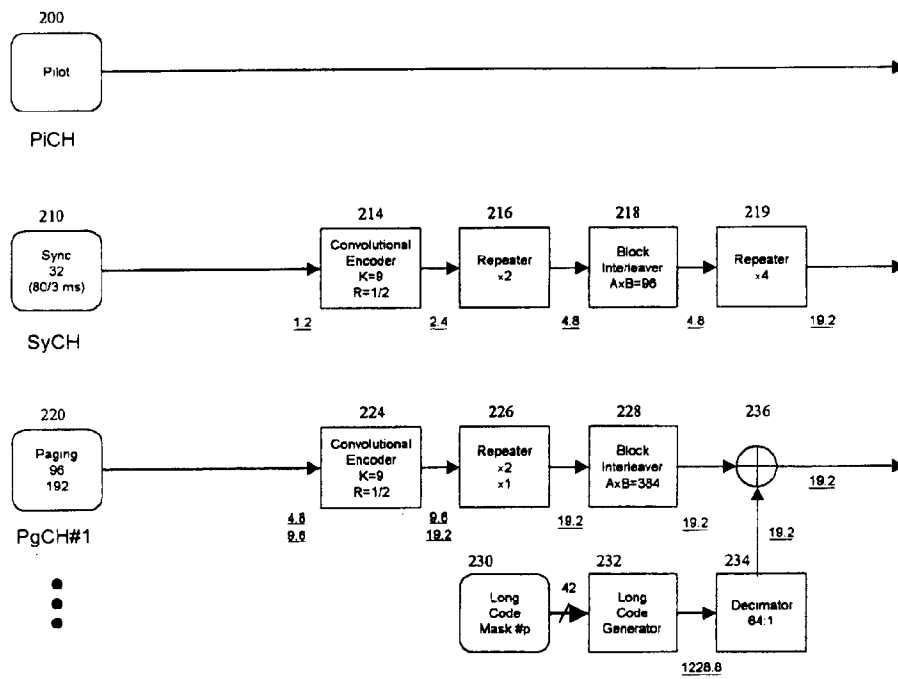 200
Pilot
PiCH
210
Sync
32
(80/3 ms)
SyCH
214
Convolutional
Encoder
K=9
R=1/2
216
Repeater
×2
218
Block
Interleaver
AxB=96
219
Repeater
×4
1.2
2.4
4.8
4.8
19.2
220
Paging
96
192
PgCH#1
224
Convolutional
Encoder
K=9
R=1/2
226
Repeater
×2
×1
228
Block
Interleaver
AxB=384
236
4.8
9.6
9.6
19.2
19.2
19.2
19.2
19.2
230
Long
Code
Mask #p
42
232
Long
Code
Generator
234
Decimator
64:1
1228.8